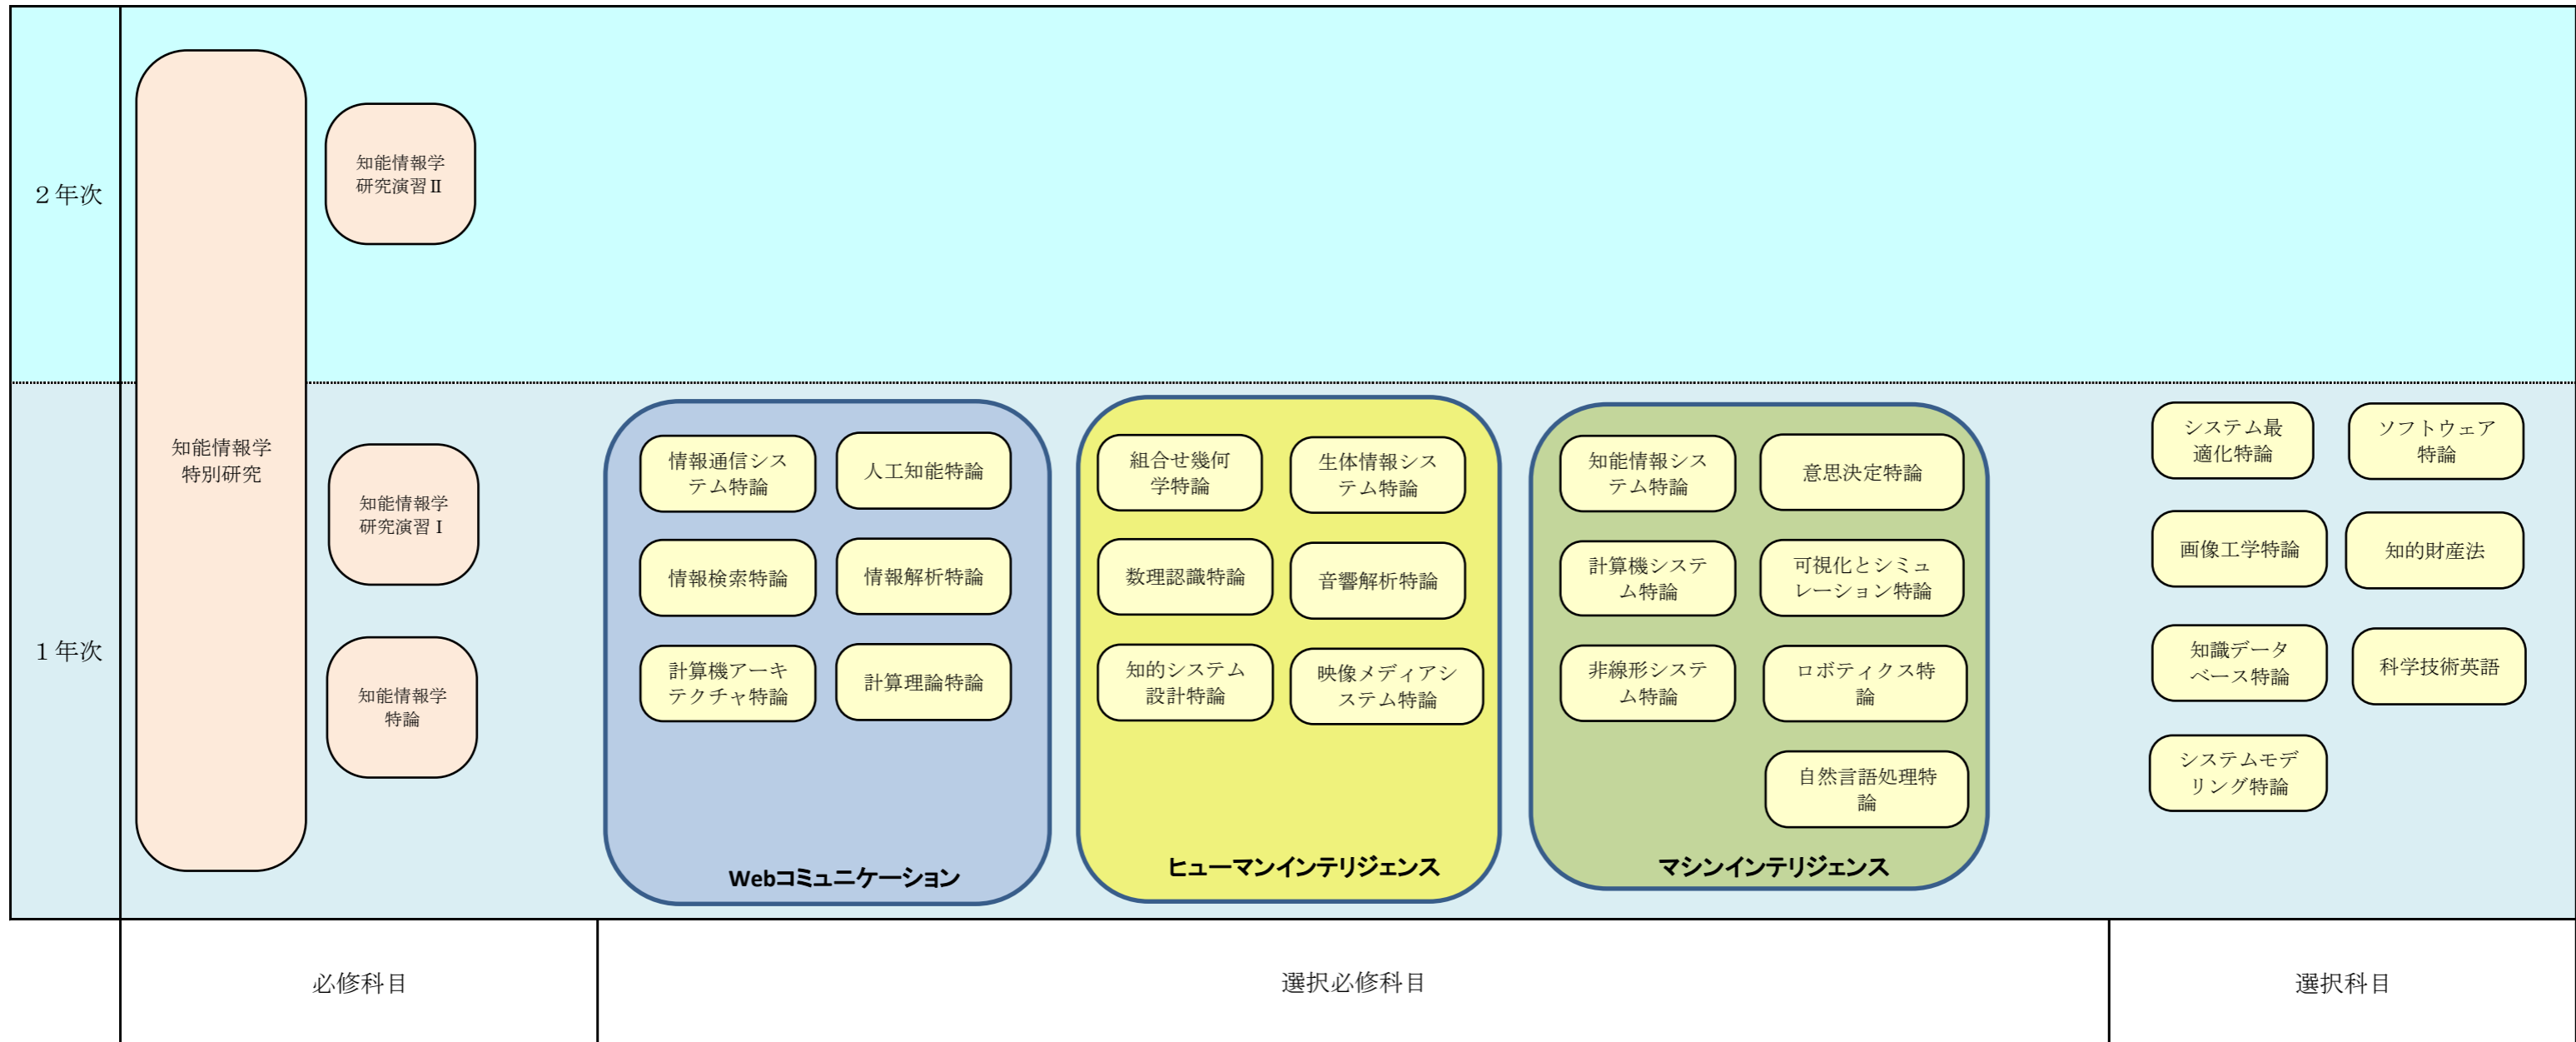 2年次
知能情報学
特別研究
知能情報学
研究演習Ⅱ
1年次
知能情報学
研究演習Ⅰ
知能情報学
特論
情報通信シス
テム特論
人工知能特論
情報検索特論
情報解析特論
計算機アーキ
テクチャ特論
計算理論特論
Webコミュニケーション
組合せ幾何
学特論
生体情報シス
テム特論
数理認識特論
音響解析特論
知的システム
設計特論
映像メディアシ
ステム特論
ヒューマンインテリジェンス
知能情報シス
テム特論
意思決定特論
計算機システ
ム特論
可視化とシミュ
レーション特論
非線形システ
ム特論
ロボティクス特
論
自然言語処理特
論
マシンインテリジェンス
システム最
適化特論
ソフトウェア
特論
画像工学特論
知的財産法
知識データ
ベース特論
科学技術英語
システムモデ
リング特論
必修科目
選択必修科目
選択科目